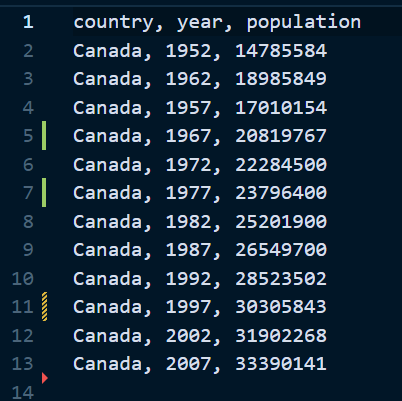 1 country, year, population
2 Canada, 1952, 14785584
3 Canada, 1962, 18985849
4 Canada, 1957, 17010154
5 Canada, 1967, 20819767
6 Canada, 1972, 22284500
7 Canada, 1977, 23796400
8 Canada, 1982, 25201900
9 Canada, 1987, 26549700
10 Canada, 1992, 28523502
11 Canada, 1997, 30305843
12 Canada, 2002, 31902268
13 Canada, 2007, 33390141
14